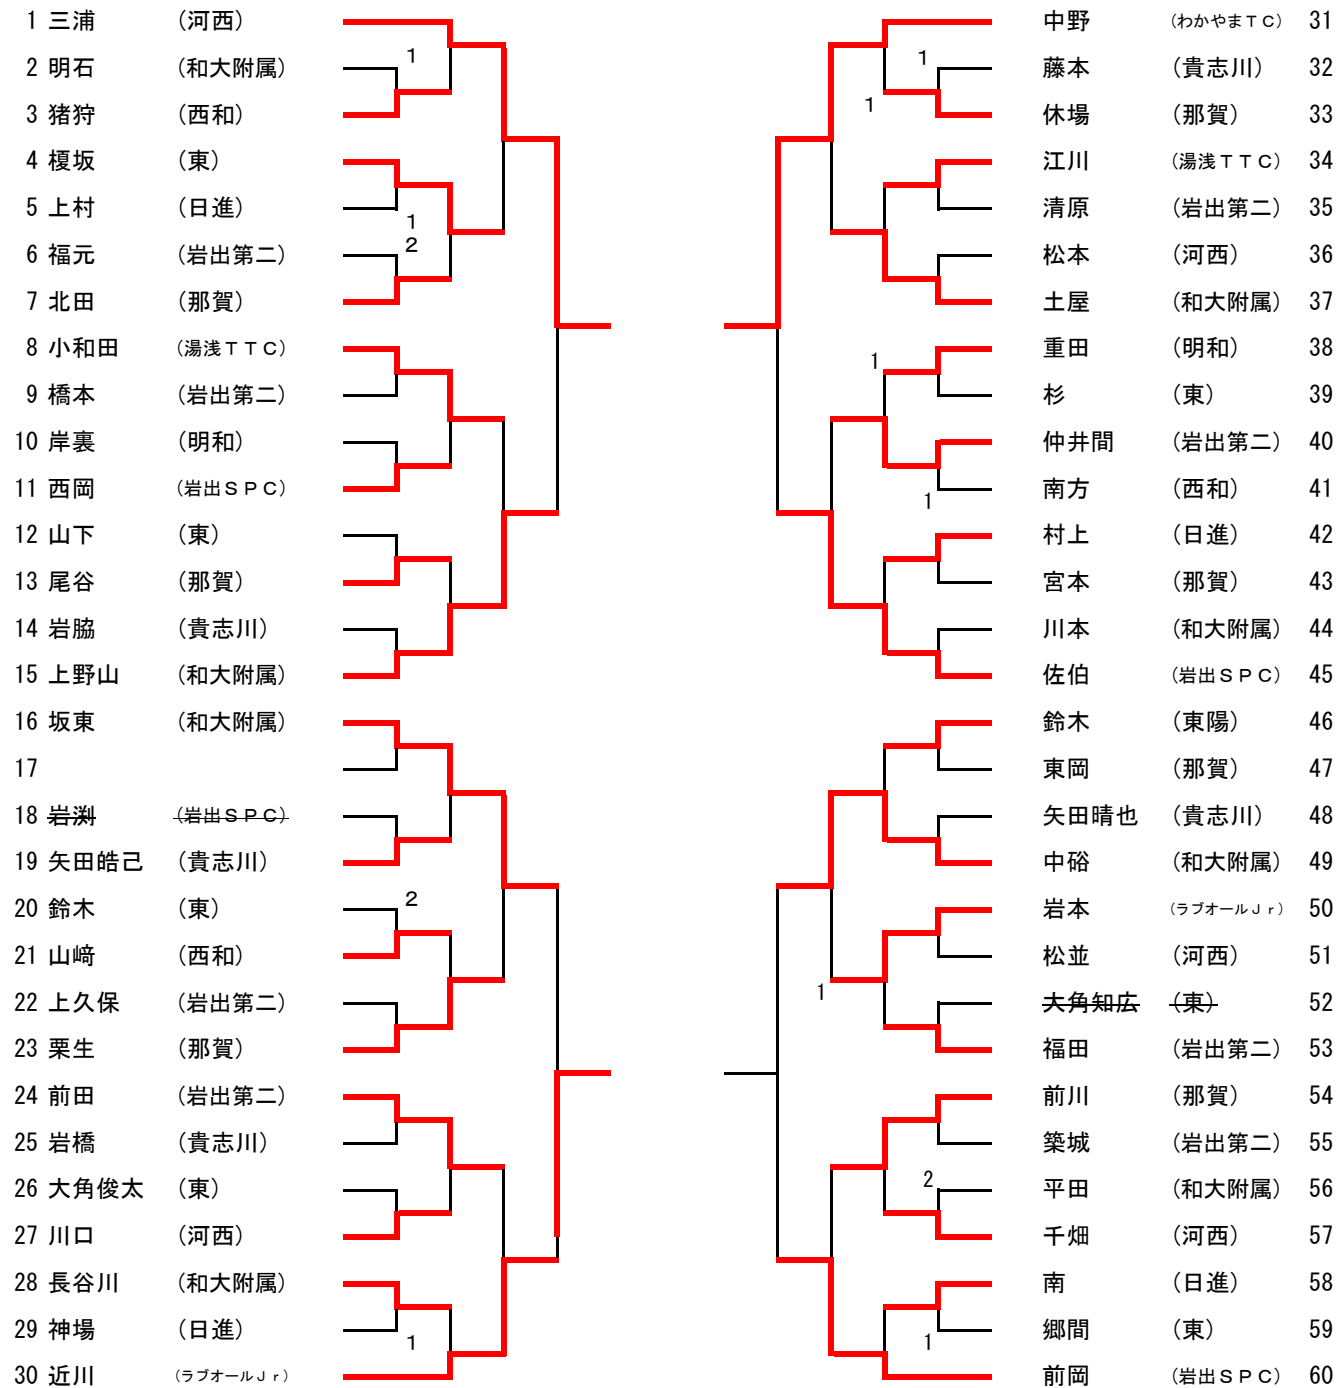 1 三浦 (河西)
1
2 明石 (和大附属)
3 猪狩 (西和)
4 榎坂 (東)
5 上村 (日進)
1
2
6 福元 (岩出第二)
7 北田 (那賀)
8 小和田 (湯浅TTC)
9 橋本 (岩出第二)
10 岸裏 (明和)
11 西岡 (岩出SPC)
12 山下 (東)
13 尾谷 (那賀)
14 岩脇 (貴志川)
15 上野山 (和大附属)
16 坂東 (和大附属)
17
18 岩渕 (岩出SPC)
19 矢田皓己 (貴志川)
2
20 鈴木 (東)
21 山﨑 (西和)
22 上久保 (岩出第二)
23 栗生 (那賀)
24 前田 (岩出第二)
25 岩橋 (貴志川)
26 大角俊太 (東)
27 川口 (河西)
28 長谷川 (和大附属)
29 神場 (日進)
1
30 近川 (ラブオールJr)
中野 (わかやまTC) 31
1
藤本 (貴志川) 32
1
休場 (那賀) 33
江川 (湯浅TTC) 34
清原 (岩出第二) 35
松本 (河西) 36
土屋 (和大附属) 37
1
重田 (明和) 38
杉 (東) 39
仲井間 (岩出第二) 40
南方 (西和) 41
1
村上 (日進) 42
宮本 (那賀) 43
川本 (和大附属) 44
佐伯 (岩出SPC) 45
鈴木 (東陽) 46
東岡 (那賀) 47
矢田晴也 (貴志川) 48
中硲 (和大附属) 49
岩本 (ラブオールJr) 50
松並 (河西) 51
1
大角知広 (東) 52
福田 (岩出第二) 53
前川 (那賀) 54
築城 (岩出第二) 55
2
平田 (和大附属) 56
千畑 (河西) 57
南 (日進) 58
郷間 (東) 59
1
前岡 (岩出SPC) 60